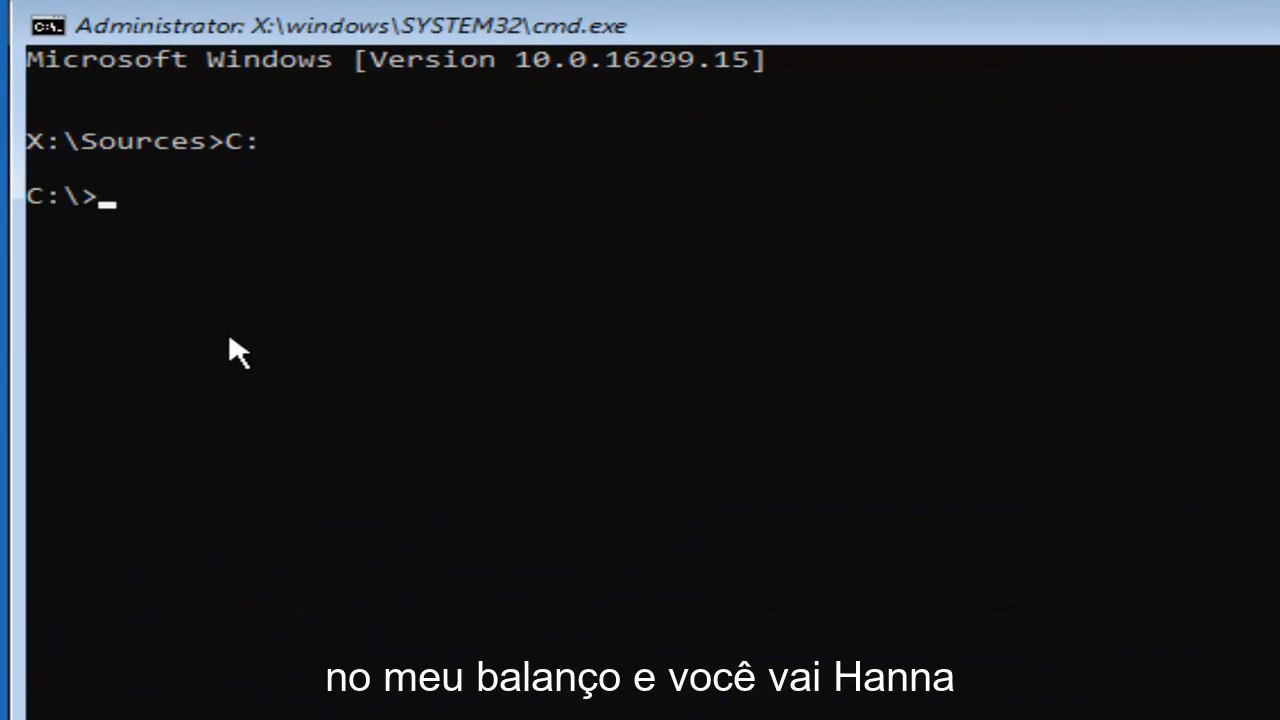 Administrator: X:\windows\SYSTEM32\cmd.exe
Microsoft Windows [Version 10.0.16299.15]
X:\Sources>C:
C:\>
no meu balanço e você vai Hanna